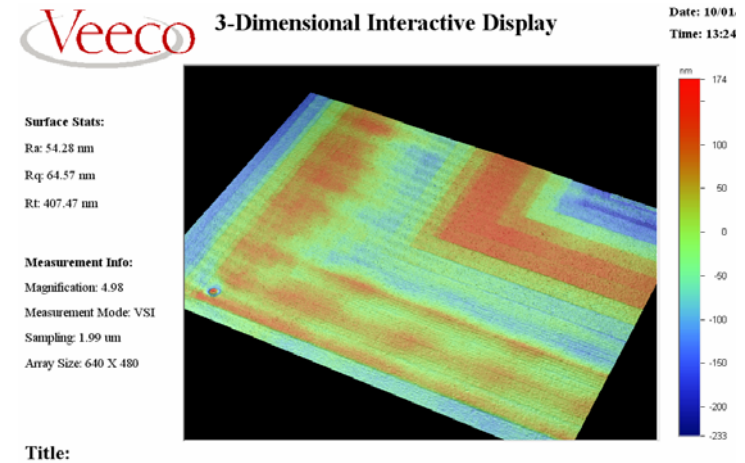 Veeco
3-Dimensional Interactive Display
Date: 10/01/
Time: 13:24
Surface Stats:
Ra: 54.28 nm
Rq: 64.57 nm
Rt: 407.47 nm
Measurement Info:
Magnification: 4.98
Measurement Mode: VSI
Sampling: 1.99 um
Array Size: 640 X 480
Title:
nm
174
100
50
0
-50
-100
-150
-200
-233